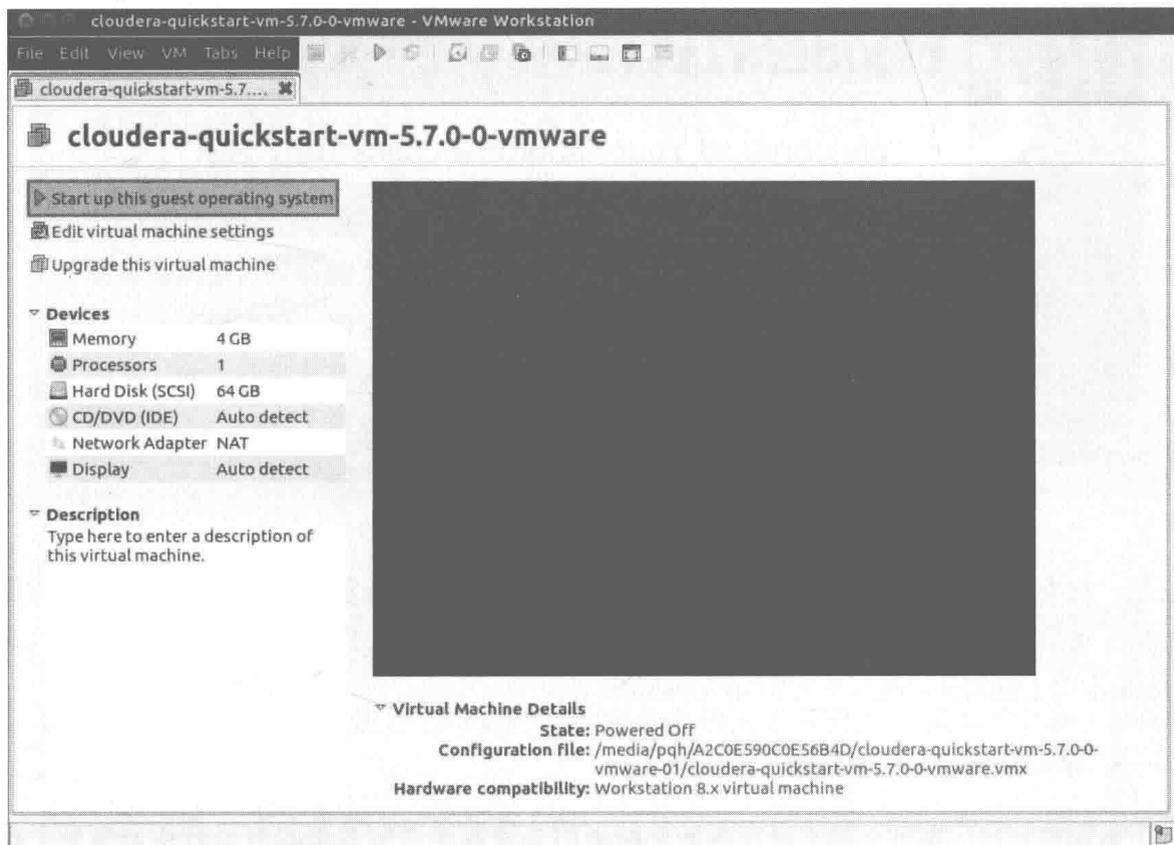 cloudera-quickstart-vm-5.7.0-0-vmware - VMware Workstation
File Edit View VM Tabs Help
cloudera-quickstart-vm-5.7....
cloudera-quickstart-vm-5.7.0-0-vmware
Start up this guest operating system
Edit virtual machine settings
Upgrade this virtual machine
Devices
Memory 4 GB
Processors 1
Hard Disk (SCSI) 64 GB
CD/DVD (IDE) Auto detect
Network Adapter NAT
Display Auto detect
Description
Type here to enter a description of
this virtual machine.
Virtual Machine Details
State: Powered Off
Configuration file: /media/pqh/A2C0E590C0E56B4D/cloudera-quickstart-vm-5.7.0-0-
vmware-01/cloudera-quickstart-vm-5.7.0-0-vmware.vmx
Hardware compatibility: Workstation 8.x virtual machine